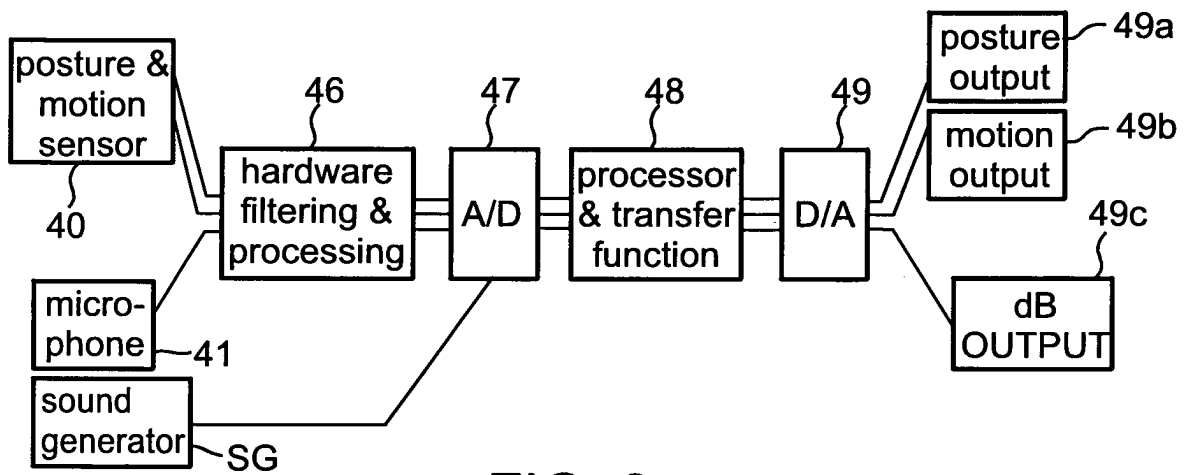 posture &
motion
sensor
40
micro-
phone
41
sound
generator
SG
46
hardware
filtering &
processing
47
A/D
48
processor
& transfer
function
49
D/A
49a
posture
output
49b
motion
output
49c
dB
OUTPUT